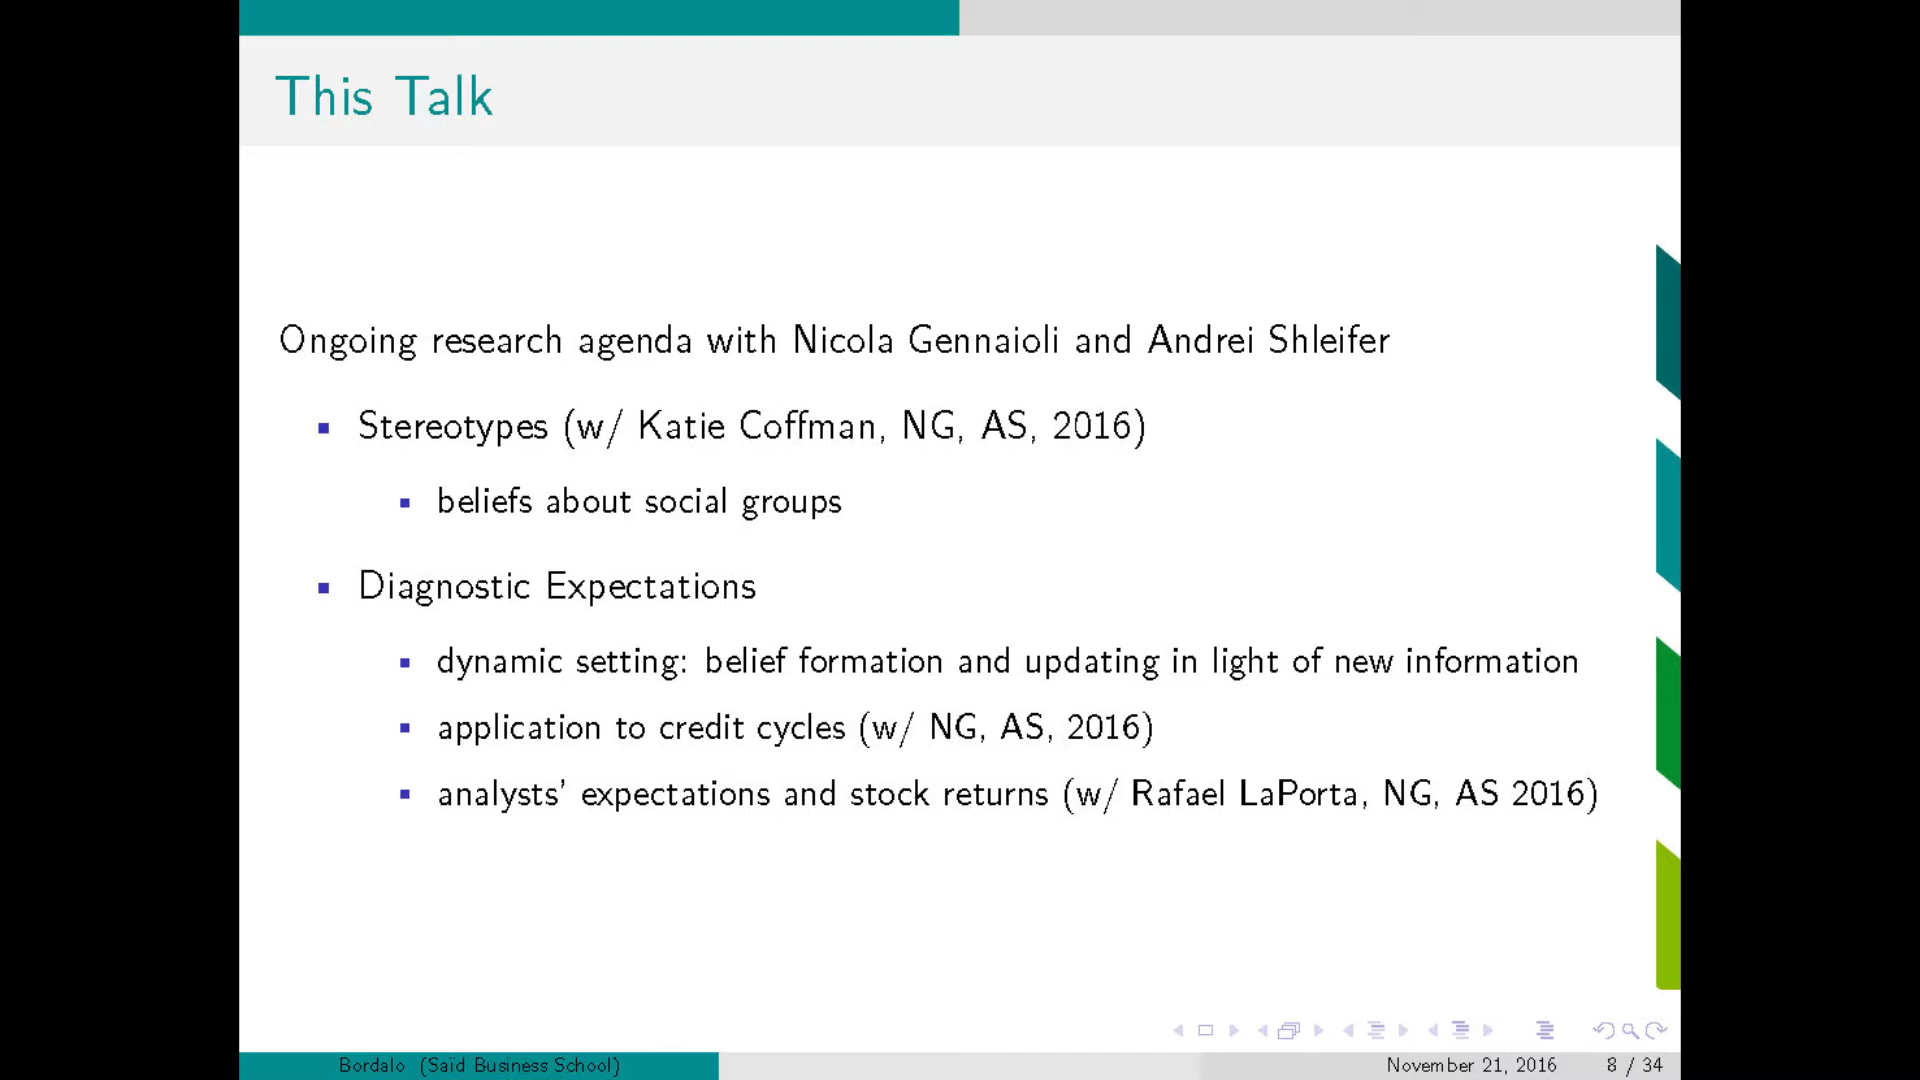 This Talk
Ongoing research agenda with Nicola Gennaioli and Andrei Shleifer
Stereotypes (w/ Katie Coffman, NG, AS, 2016)
beliefs about social groups
Diagnostic Expectations
dynamic setting: belief formation and updating in light of new information
application to credit cycles (w/ NG, AS, 2016)
analysts' expectations and stock returns (w/ Rafael LaPorta, NG, AS 2016)
Bordalo (Saïd Business School) November 21, 2016 8 / 34